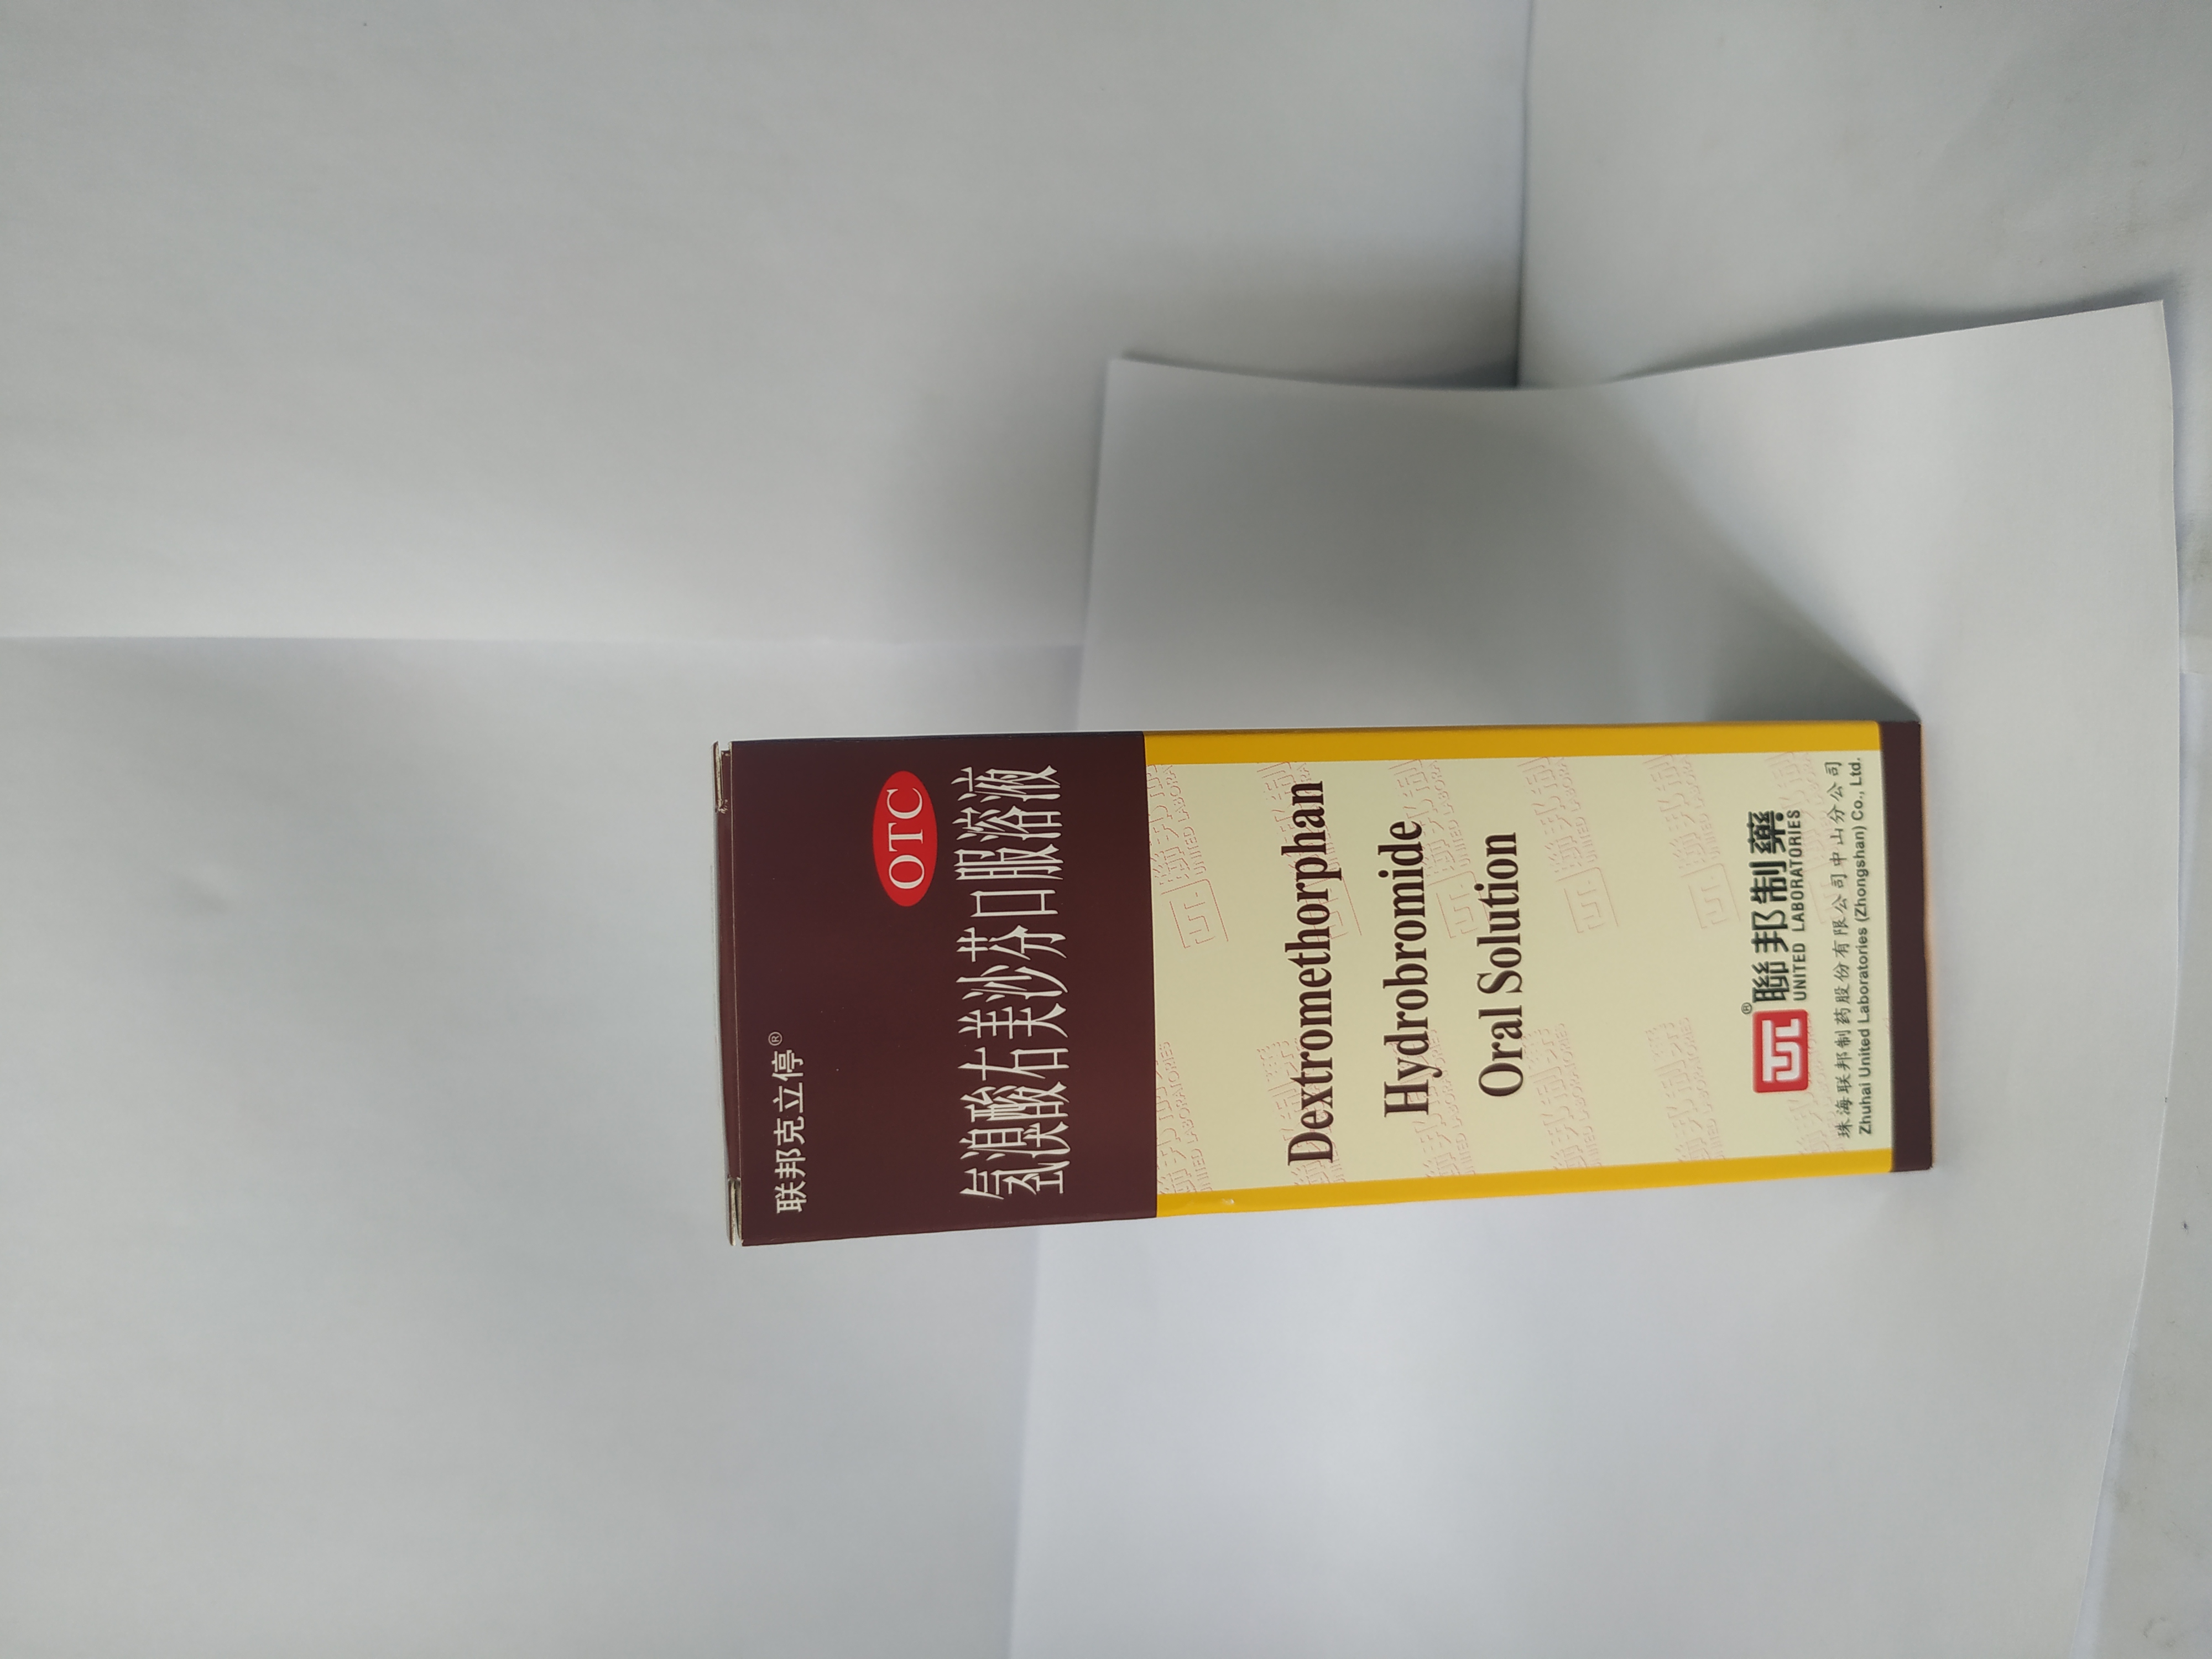 联邦克立停®
OTC
氢溴酸右美沙芬口服溶液
Dextromethorphan
Hydrobromide
Oral Solution
聯邦制藥®
UNITED LABORATORIES
珠海联邦制药股份有限公司中山分公司
Zhuhai United Laboratories (Zhongshan) Co., Ltd.